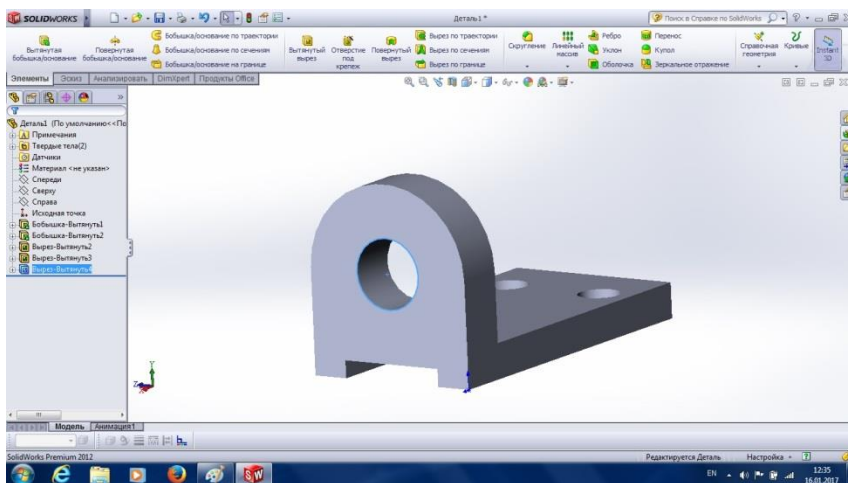 SOLIDWORKS
Деталь1 *
Поиск в Справке по SolidWorks
Вытянутая бобышка/основание
Повернутая бобышка/основание
Бобышка/основание по траектории
Бобышка/основание по сечениям
Бобышка/основание на границе
Вытянутый вырез
Отверстие под крепеж
Повернутый вырез
Вырез по траектории
Вырез по сечениям
Вырез по границе
Скругление
Линейный массив
Ребро
Уклон
Оболочка
Перенос
Купол
Зеркальное отражение
Справочная геометрия
Кривые
Instant 3D
Элементы
Эскиз
Анализировать
DimXpert
Продукты Office
Деталь1 (По умолчанию<<По
Примечания
Твердые тела(2)
Датчики
Материал <не указан>
Спереди
Сверху
Справа
Исходная точка
Бобышка-Вытянуть1
Бобышка-Вытянуть2
Вырез-Вытянуть2
Вырез-Вытянуть3
Вырез-Вытянуть4
Y
Z
Модель
Анимация1
SolidWorks Premium 2012
Редактируется Деталь
Настройка
EN
12:35
16.01.2017